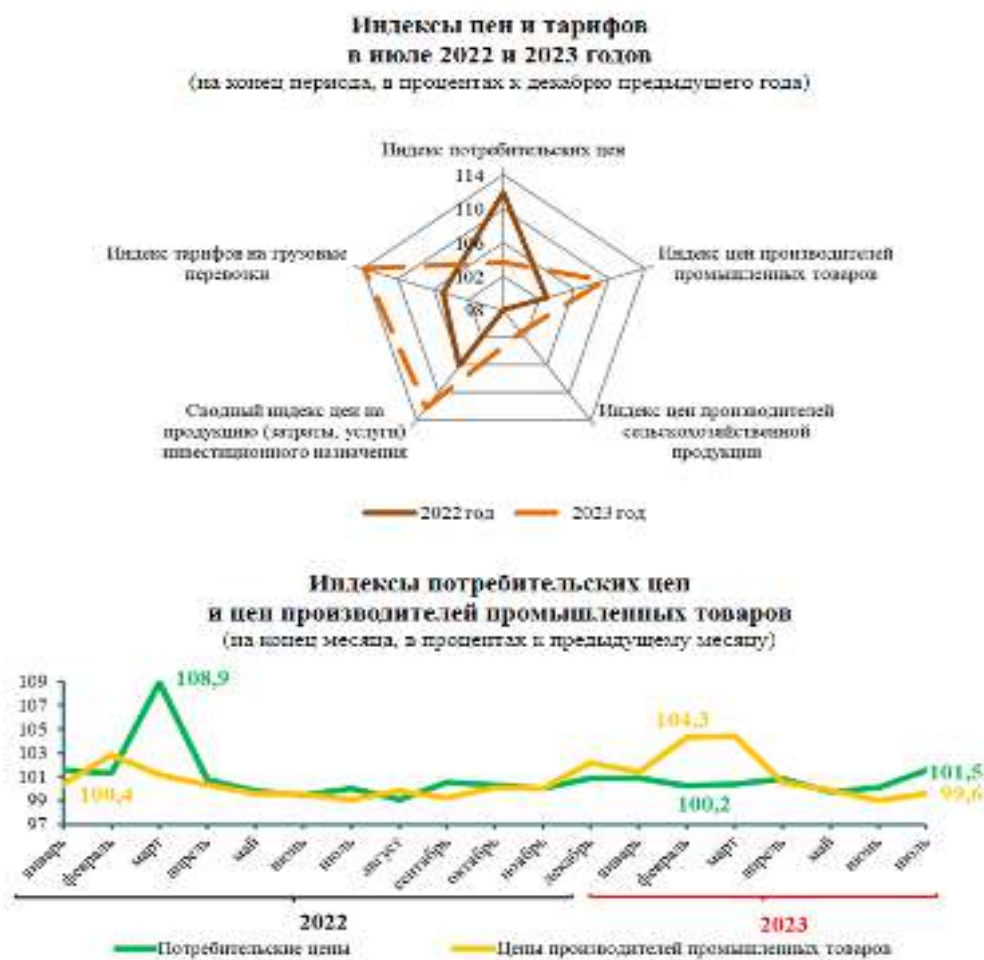 Индексы цен и тарифов
в июле 2022 и 2023 годов
(на конец периода, в процентах к декабрю предыдущего года)
Индекс потребительских цен
114
110
106
102
98
Индекс тарифов на грузовые
перевозки
Индекс цен производителей
промышленных товаров
Сводный индекс цен на
продукцию (затраты, услуги)
инвестиционного назначения
Индекс цен производителей
сельскохозяйственной
продукции
2022 год
2023 год
Индексы потребительских цен
и цен производителей промышленных товаров
(на конец месяца, в процентах к предыдущему месяцу)
109
107
105
103
101
99
97
108,9
100,4
104,3
100,2
101,5
99,6
январь
февраль
март
апрель
май
июнь
июль
август
сентябрь
октябрь
ноябрь
декабрь
январь
февраль
март
апрель
май
июнь
июль
2022
2023
Потребительские цены
Цены производителей промышленных товаров